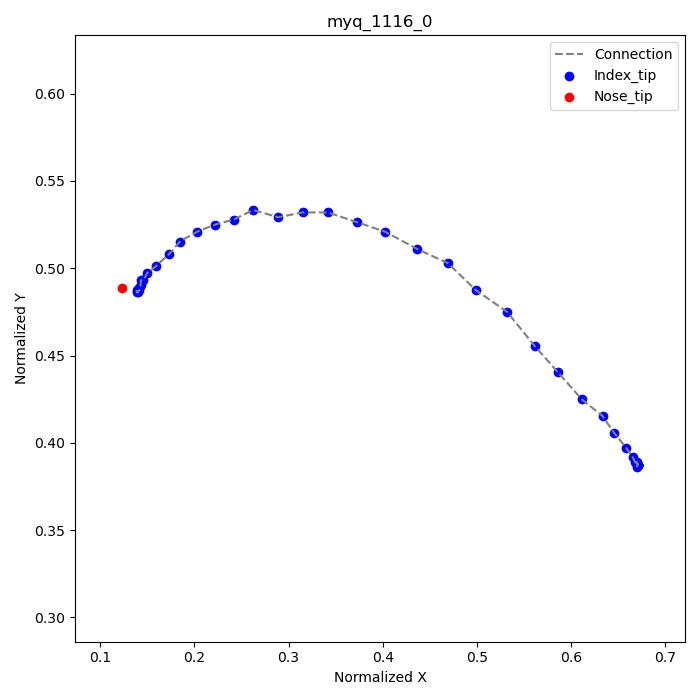 myq_1116_0
Connection
Index_tip
Nose_tip
0.60
0.55
0.50
0.45
0.40
0.35
0.30
Normalized Y
0.1 0.2 0.3 0.4 0.5 0.6 0.7
Normalized X